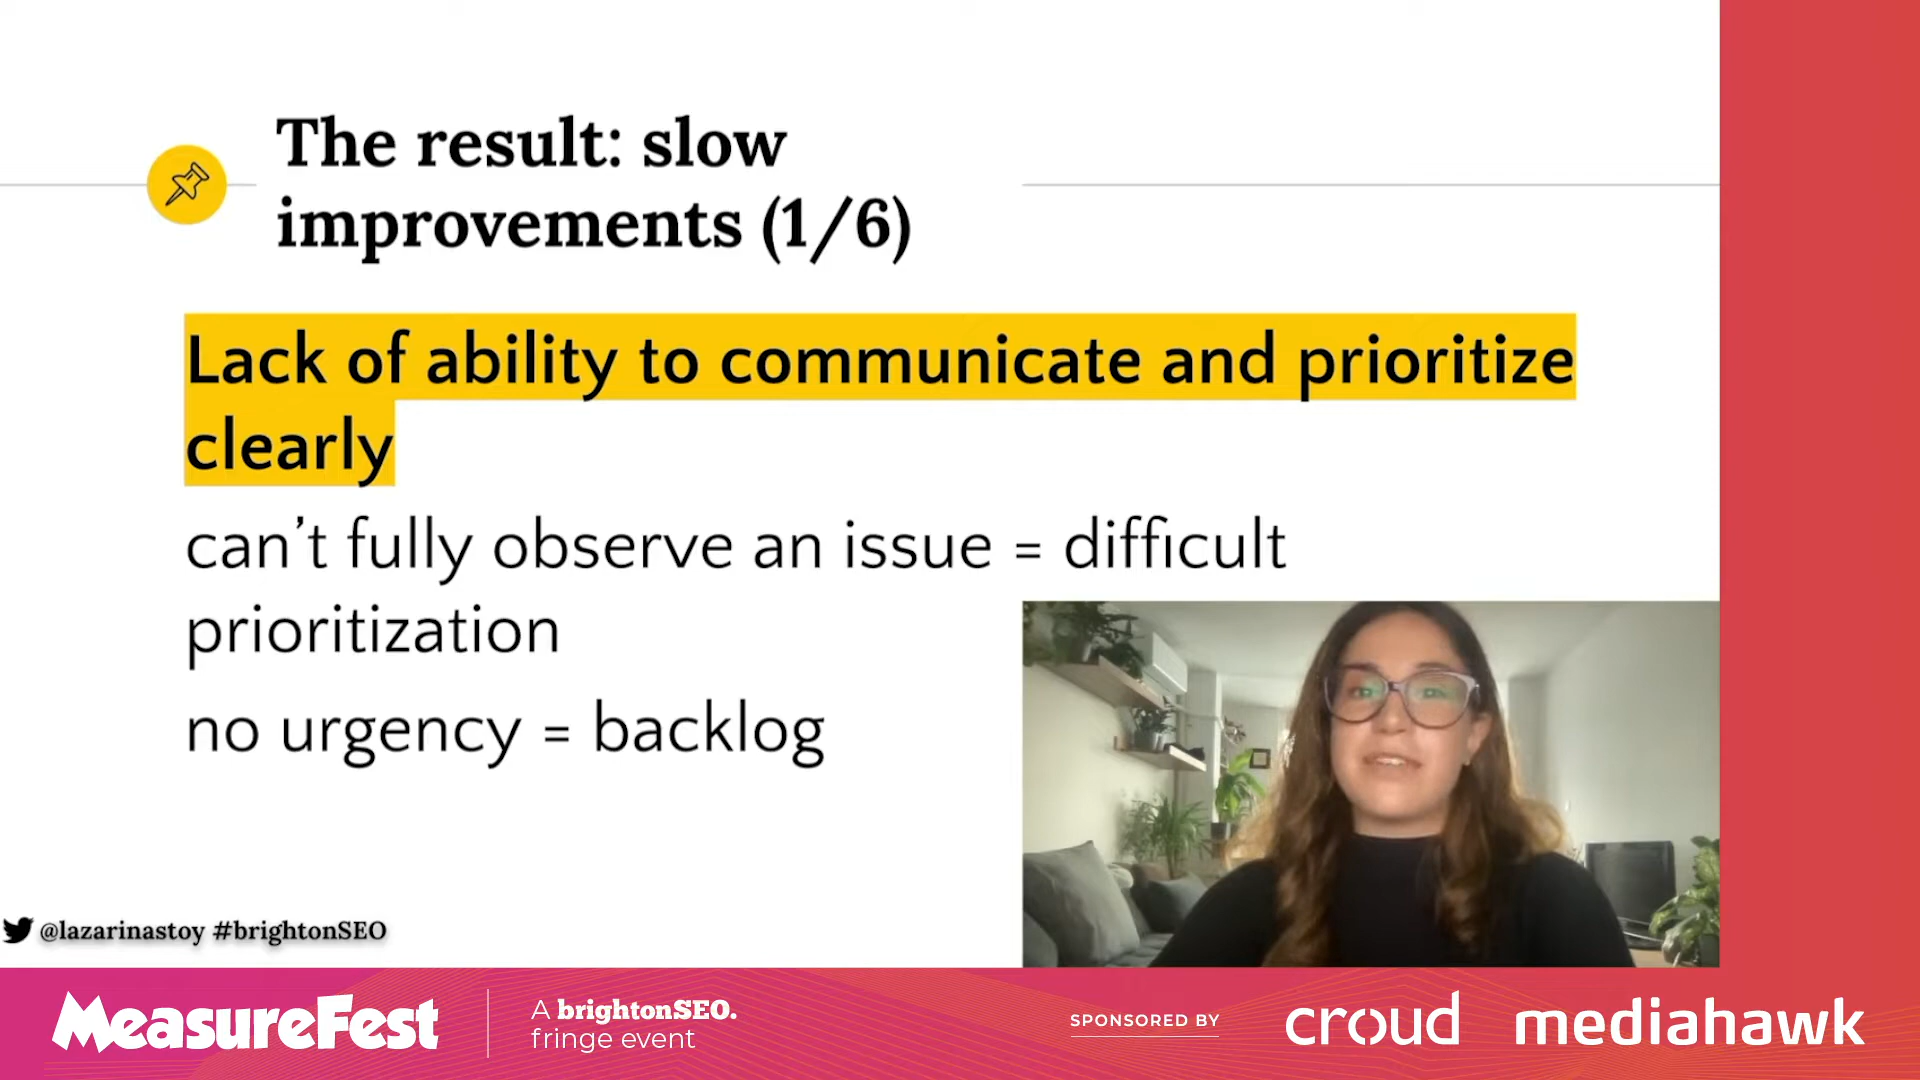 The result: slow
improvements (1/6)
Lack of ability to communicate and prioritize
clearly
can't fully observe an issue = difficult
prioritization
no urgency = backlog
@lazarinastoy #brightonSEO
MeasureFest
A brightonSEO.
fringe event
SPONSORED BY
croud
mediahawk